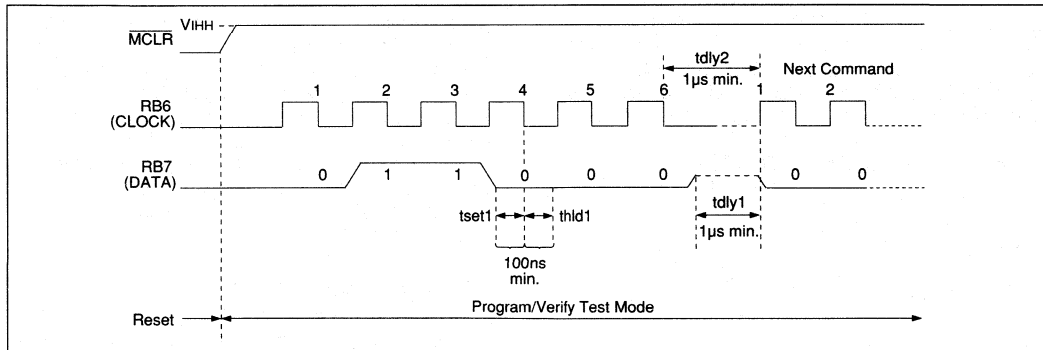 VIHH
MCLR
tdly2
1µs min.
Next Command
1 2 3 4 5 6 1 2
RB6
(CLOCK)
RB7
(DATA)
0 1 1 0 0 0 0 0
tset1 thld1
tdly1
1µs min.
100ns
min.
Program/Verify Test Mode
Reset